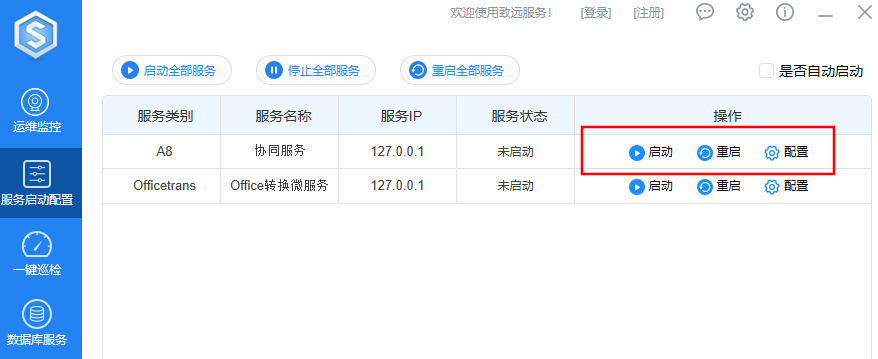 欢迎使用致远服务! [登录] [注册]
启动全部服务 停止全部服务 重启全部服务 是否自动启动
运维监控
服务启动配置
一键巡检
数据库服务
服务类别 服务名称 服务IP 服务状态 操作
A8 协同服务 127.0.0.1 未启动 启动 重启 配置
Officetrans Office转换微服务 127.0.0.1 未启动 启动 重启 配置